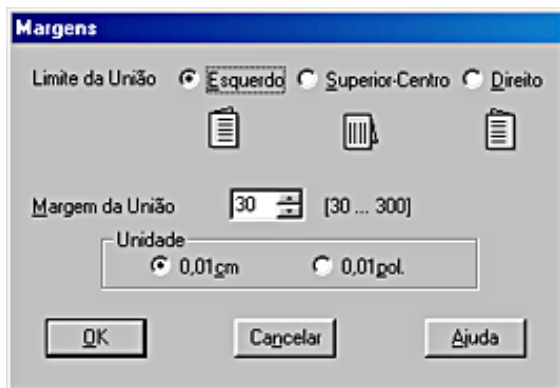 Margens
Limite da União Esquerdo Superior-Centro Direito
Margem da União 30 [30 ... 300]
Unidade
0,01cm 0,01pol.
OK Cancelar Ajuda